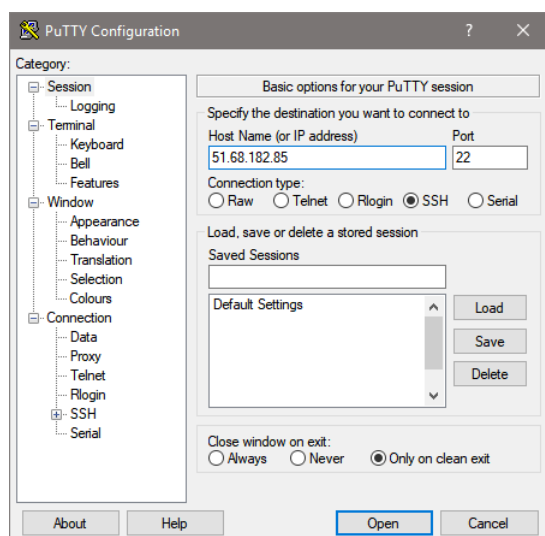 PuTTY Configuration
?
Category:
Session
Logging
Terminal
Keyboard
Bell
Features
Window
Appearance
Behaviour
Translation
Selection
Colours
Connection
Data
Proxy
Telnet
Rlogin
SSH
Serial
Basic options for your PuTTY session
Specify the destination you want to connect to
Host Name (or IP address) Port
51.68.182.85 22
Connection type:
Raw Telnet Rlogin SSH Serial
Load, save or delete a stored session
Saved Sessions
Default Settings
Load
Save
Delete
Close window on exit:
Always Never Only on clean exit
About Help Open Cancel